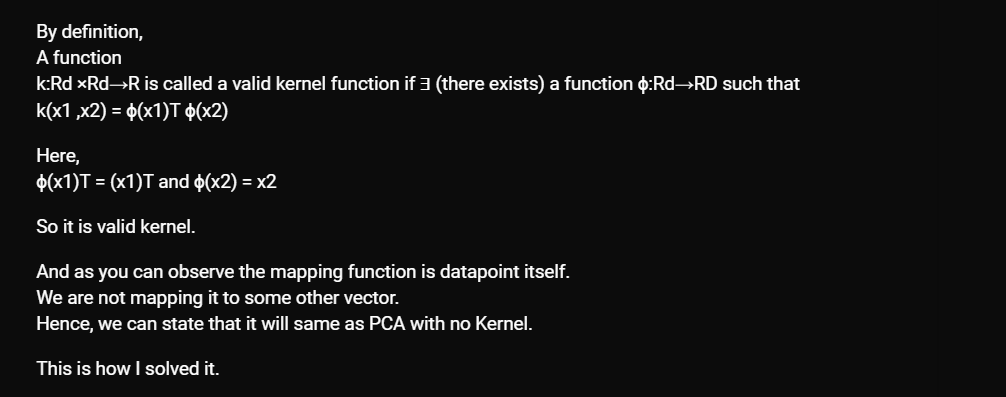 By definition,
A function
k:Rd ×Rd→R is called a valid kernel function if ∃ (there exists) a function ϕ:Rd→RD such that
k(x1 ,x2) = ϕ(x1)T ϕ(x2)
Here,
ϕ(x1)T = (x1)T and ϕ(x2) = x2
So it is valid kernel.
And as you can observe the mapping function is datapoint itself.
We are not mapping it to some other vector.
Hence, we can state that it will same as PCA with no Kernel.
This is how I solved it.